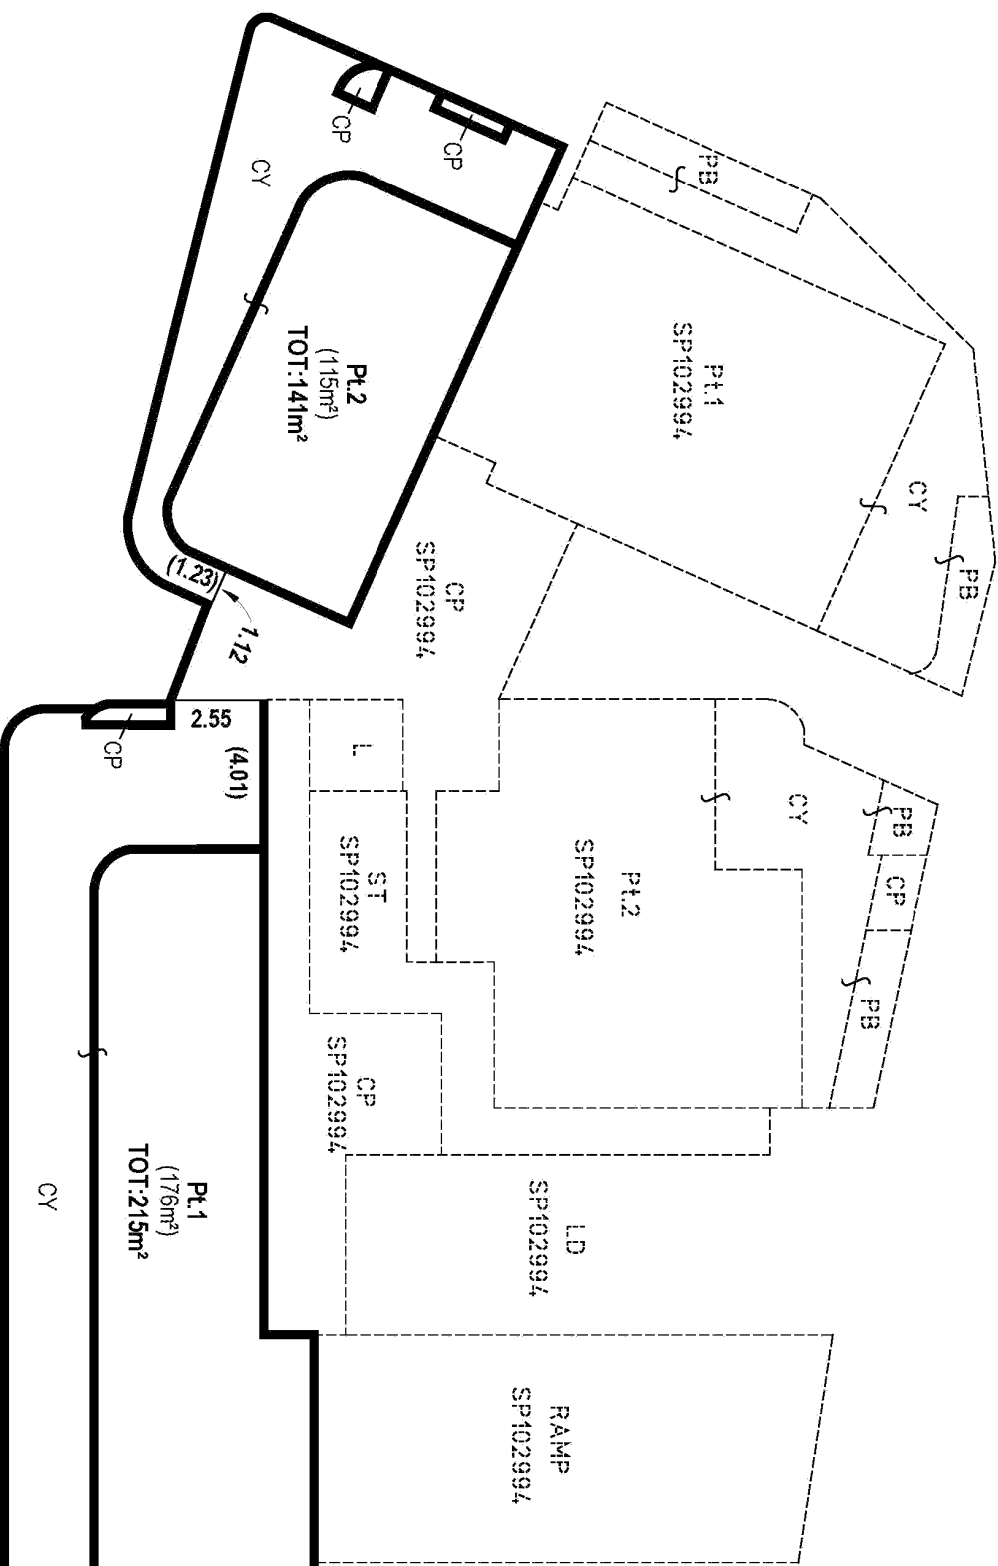 CP
CP
CY
Pt.2
(115m²)
TOT:141m²
(1.23)
1.12
PB
Pt.1
SP102994
CY
PB
CP
SP102994
2.55
(4.01)
CP
L
ST
SP102994
Pt.2
SP102994
CY
PB
CP
PB
CP
SP102994
CY
Pt.1
(176m²)
TOT:215m²
LD
SP102994
RAMP
SP102994